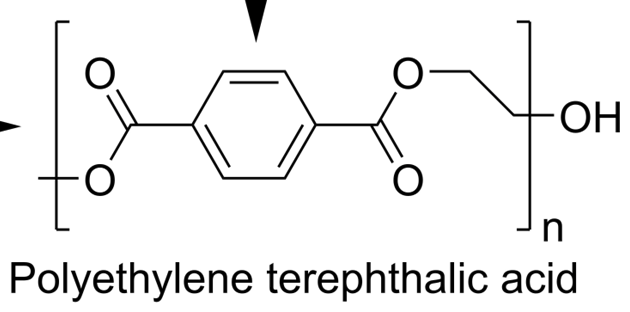 O O
O O OH
n
Polyethylene terephthalic acid